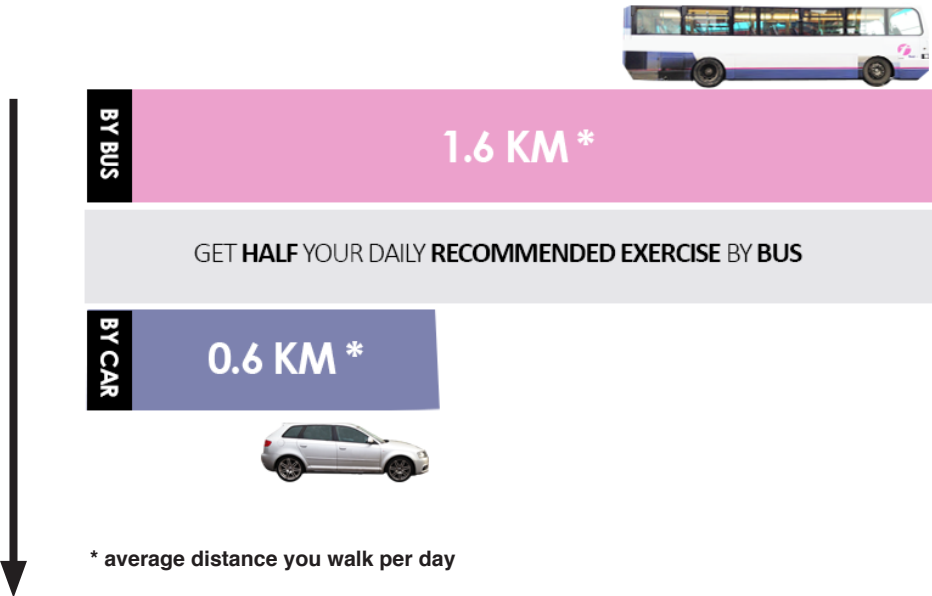 BY BUS
1.6 KM *
GET HALF YOUR DAILY RECOMMENDED EXERCISE BY BUS
BY CAR
0.6 KM *
* average distance you walk per day